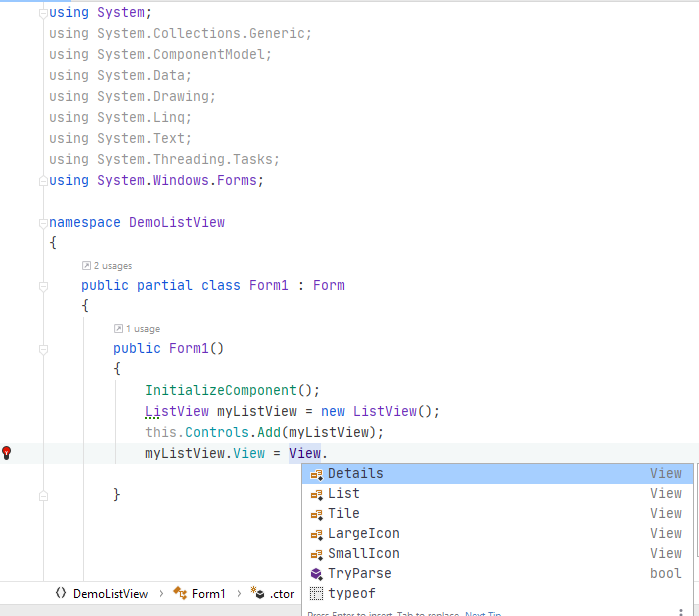 using System;
using System.Collections.Generic;
using System.ComponentModel;
using System.Data;
using System.Drawing;
using System.Linq;
using System.Text;
using System.Threading.Tasks;
using System.Windows.Forms;
namespace DemoListView
{
2 usages
public partial class Form1 : Form
{
1 usage
public Form1()
{
InitializeComponent();
ListView myListView = new ListView();
this.Controls.Add(myListView);
myListView.View = View.
Details View
List View
Tile View
LargeIcon View
SmallIcon View
TryParse bool
typeof
Press Enter to insert, Tab to replace Next Tip
}
DemoListView > Form1 > .ctor